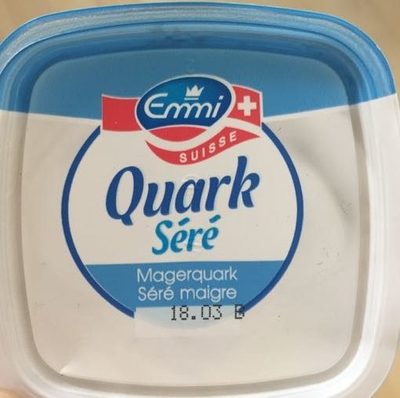 Emmi
SUISSE
Quark
Séré
Magerquark
Séré maigre
18.03 B